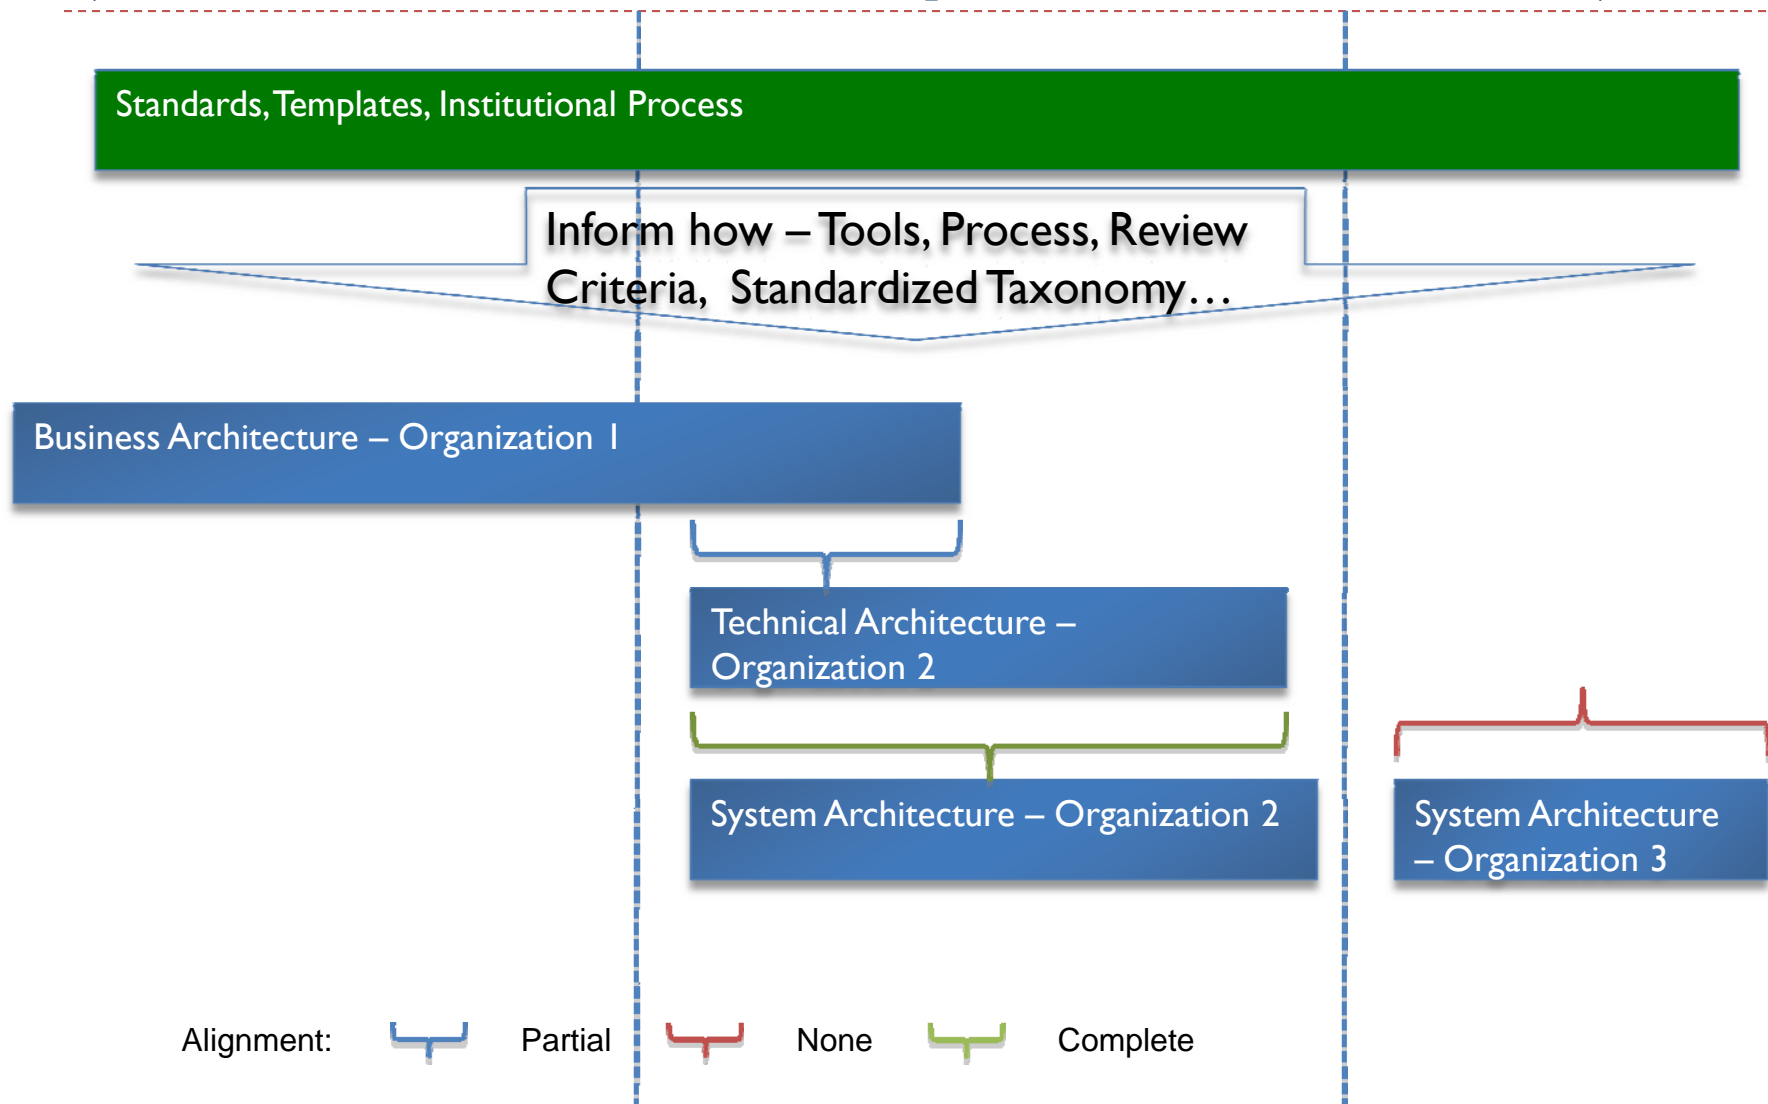 Standards, Templates, Institutional Process
Inform how – Tools, Process, Review
Criteria, Standardized Taxonomy…
Business Architecture – Organization 1
Technical Architecture –
Organization 2
System Architecture – Organization 2
System Architecture
– Organization 3
Alignment: Partial None Complete